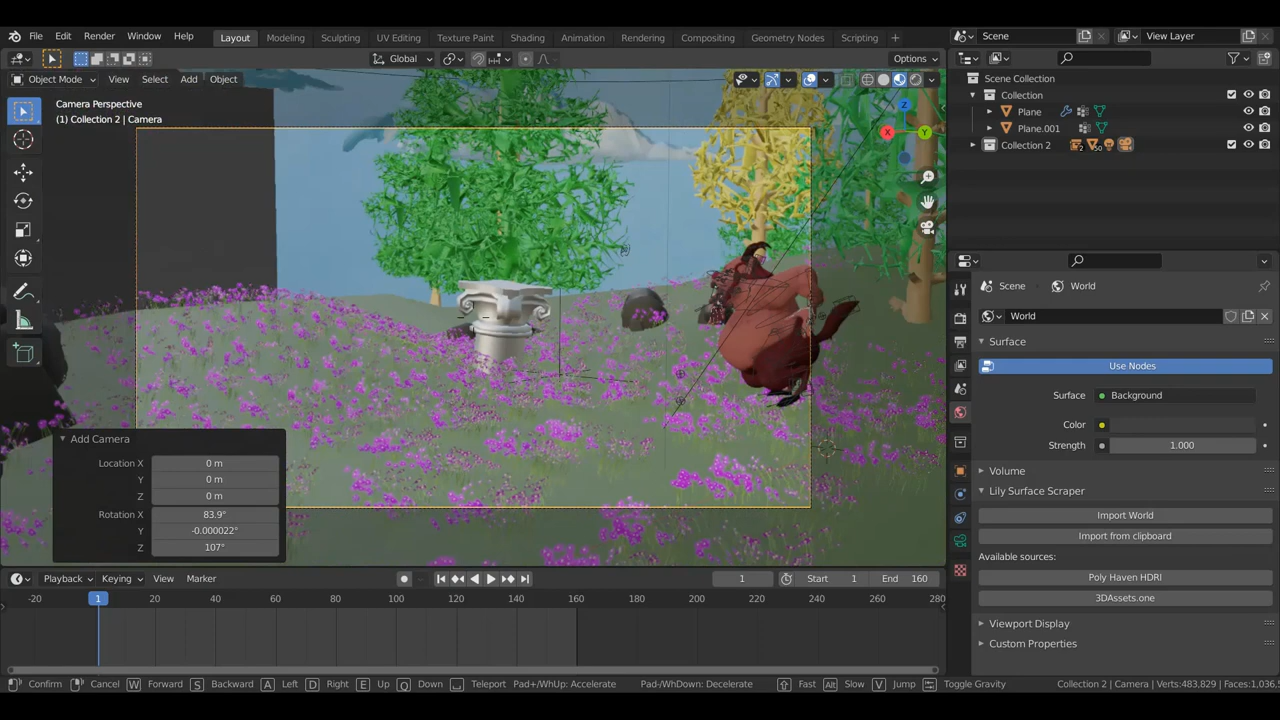 File Edit Render Window Help Layout Modeling Sculpting UV Editing Texture Paint Shading Animation Rendering Compositing Geometry Nodes Scripting Scene View Layer
Global Options
Object Mode View Select Add Object
Camera Perspective
(1) Collection 2 | Camera
Z
X
Y
Scene Collection
Collection
Plane
Plane.001
Collection 2
2
50
Scene World
World
Surface
Use Nodes
Surface Background
Color
Strength 1.000
Volume
Lily Surface Scraper
Import World
Import from clipboard
Available sources:
Poly Haven HDRI
3DAssets.one
Viewport Display
Custom Properties
Add Camera
Location X 0 m
Y 0 m
Z 0 m
Rotation X 83.9°
Y -0.000022°
Z 107°
Playback Keying View Marker 1 Start 1 End 160
-20 1 20 40 60 80 100 120 140 160 180 200 220 240 260 280
Confirm Cancel W Forward S Backward A Left D Right E Up Q Down Teleport Pad+/WhUp: Accelerate Pad-/WhDown: Decelerate Fast Alt Slow V Jump Toggle Gravity Collection 2 | Camera Verts:483,829 | Faces:1,036,5